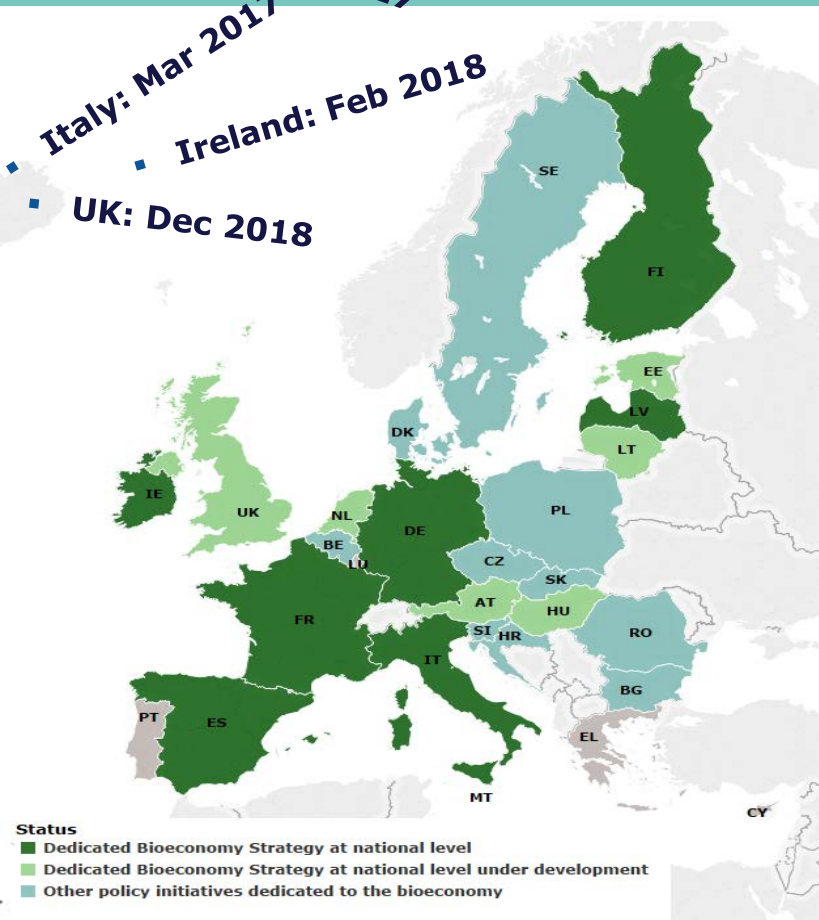 Italy: Mar 2017
Ireland: Feb 2018
UK: Dec 2018
SE
FI
EE
LV
LT
DK
IE
UK
NL
BE
LU
DE
PL
CZ
SK
AT
HU
FR
SI
HR
RO
IT
BG
PT
ES
EL
MT
CY
Status
Dedicated Bioeconomy Strategy at national level
Dedicated Bioeconomy Strategy at national level under development
Other policy initiatives dedicated to the bioeconomy